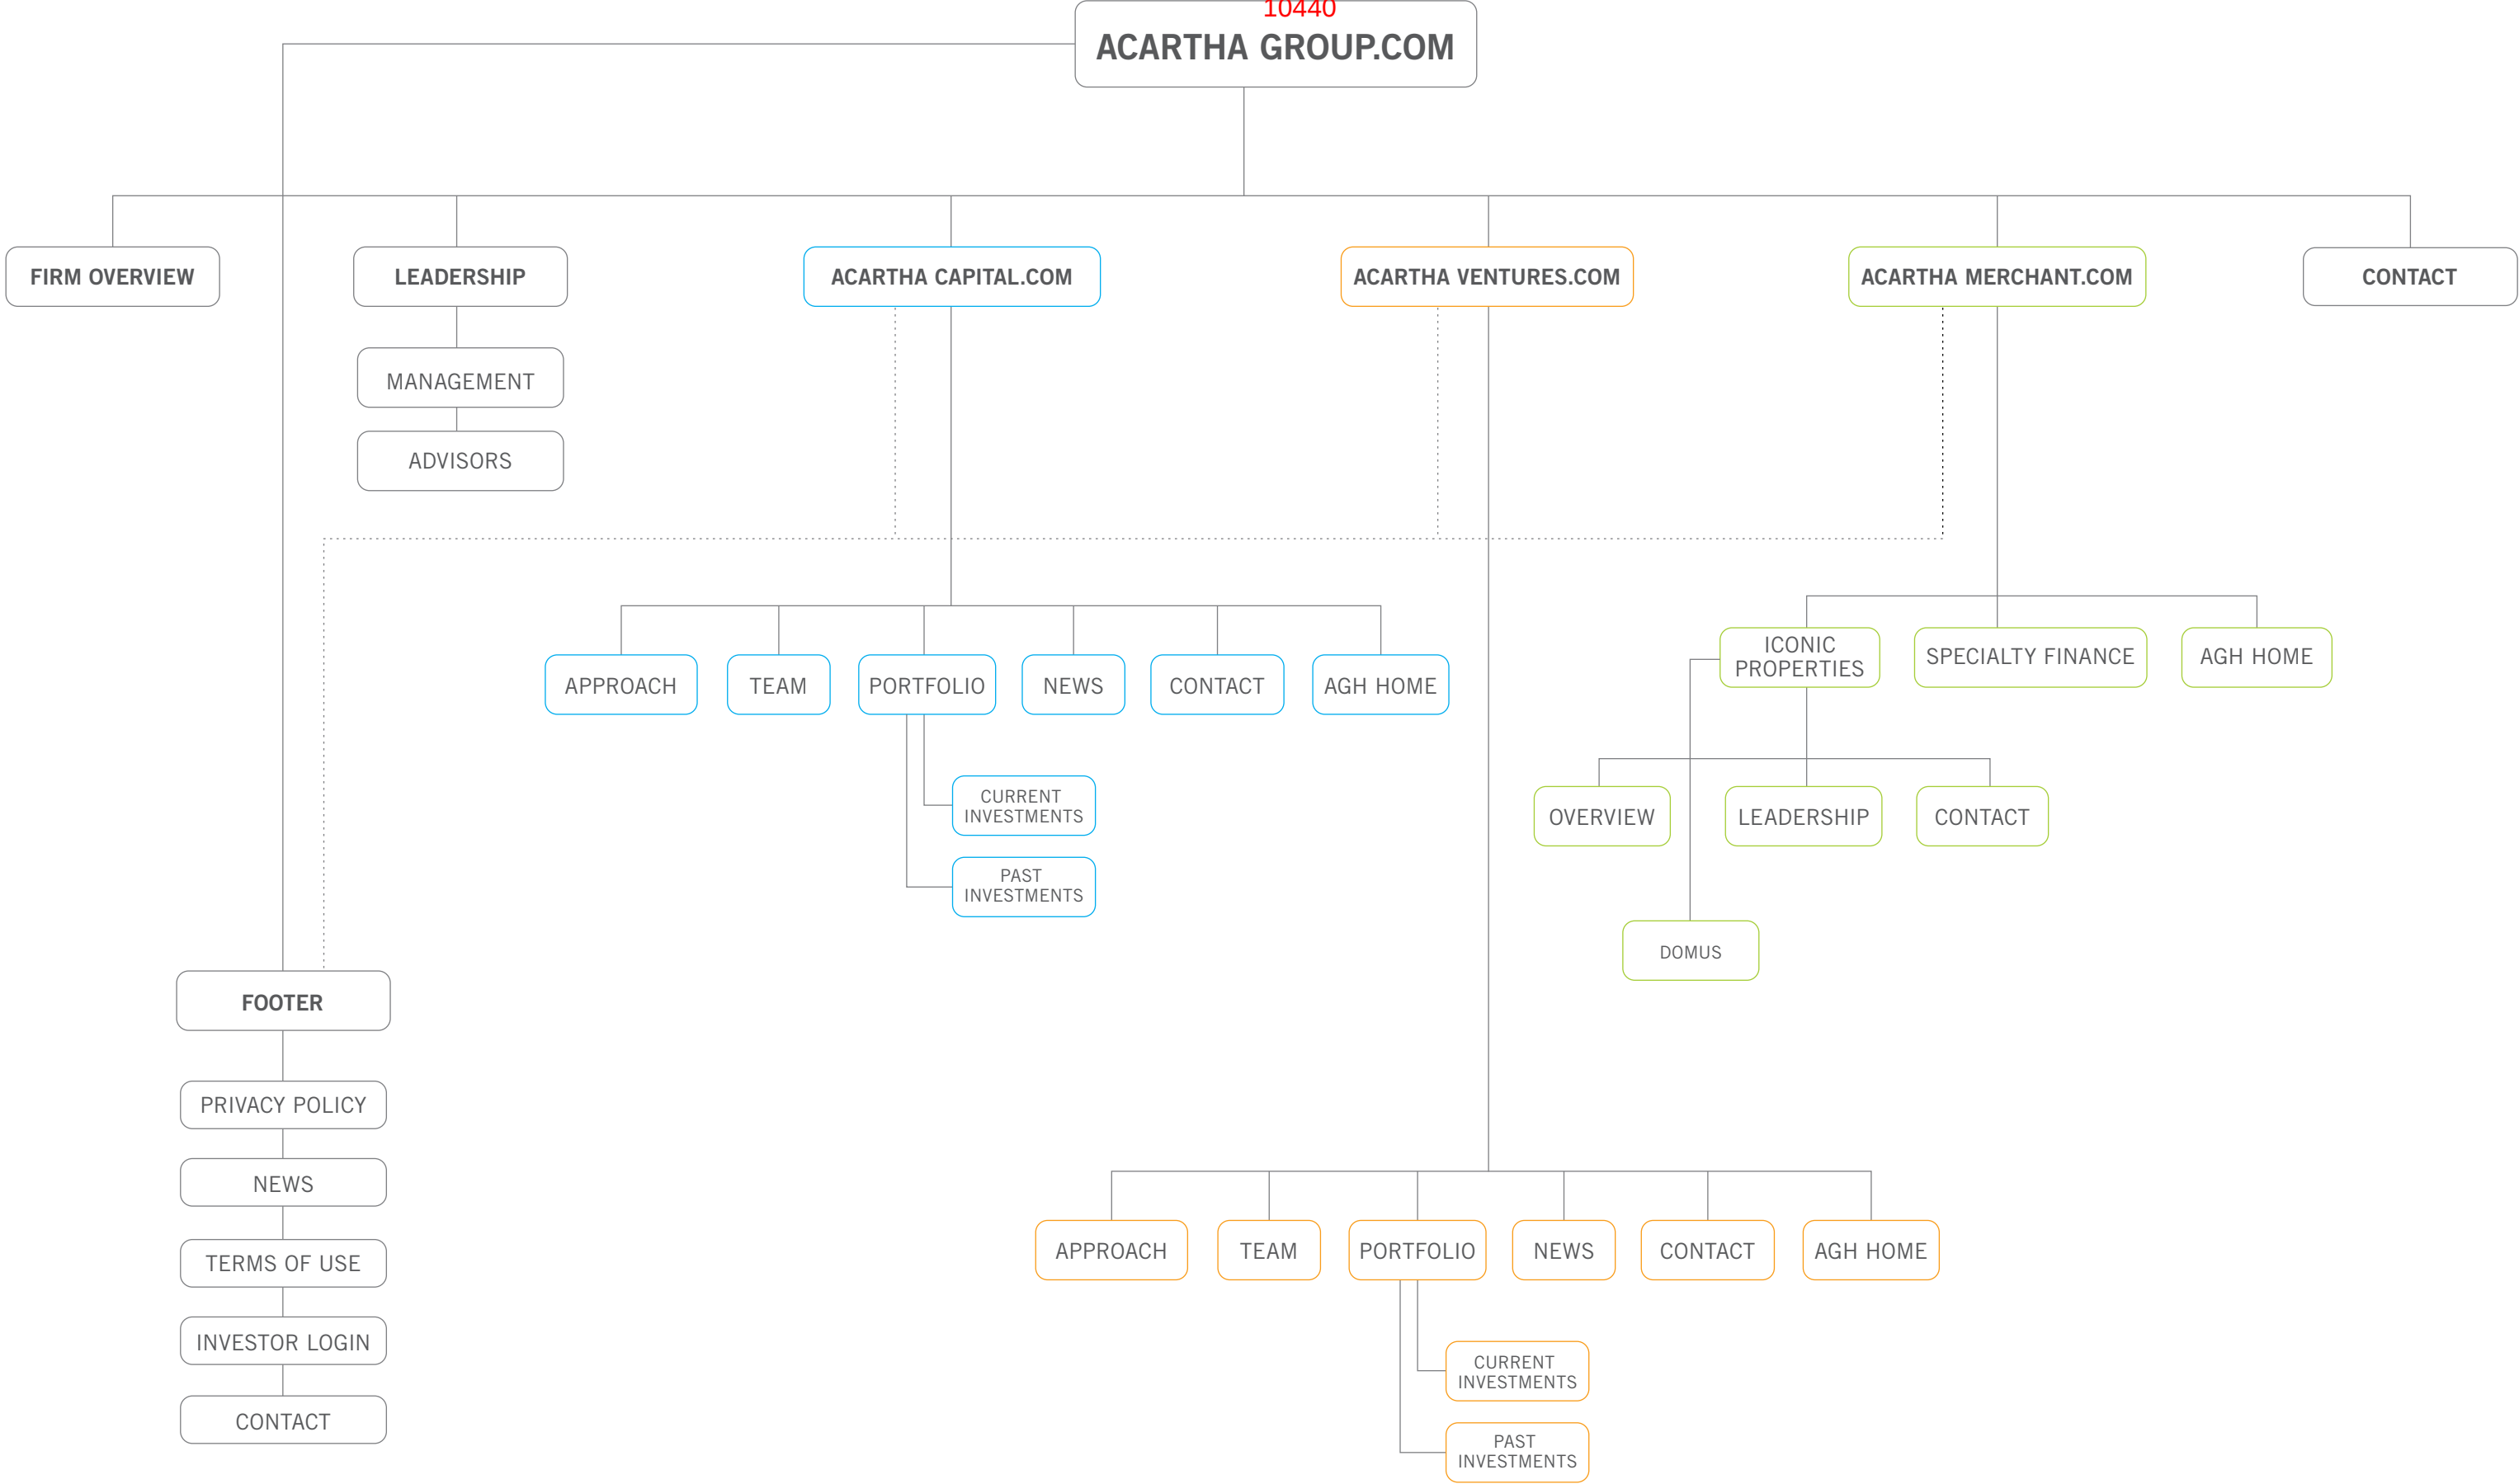 10440
ACARTHA GROUP.COM
FIRM OVERVIEW
LEADERSHIP
ACARTHA CAPITAL.COM
ACARTHA VENTURES.COM
ACARTHA MERCHANT.COM
CONTACT
MANAGEMENT
ADVISORS
ICONIC
PROPERTIES
SPECIALTY FINANCE
AGH HOME
APPROACH
TEAM
PORTFOLIO
NEWS
CONTACT
AGH HOME
CURRENT
INVESTMENTS
PAST
INVESTMENTS
OVERVIEW
LEADERSHIP
CONTACT
DOMUS
FOOTER
PRIVACY POLICY
NEWS
TERMS OF USE
INVESTOR LOGIN
CONTACT
APPROACH
TEAM
PORTFOLIO
NEWS
CONTACT
AGH HOME
CURRENT
INVESTMENTS
PAST
INVESTMENTS